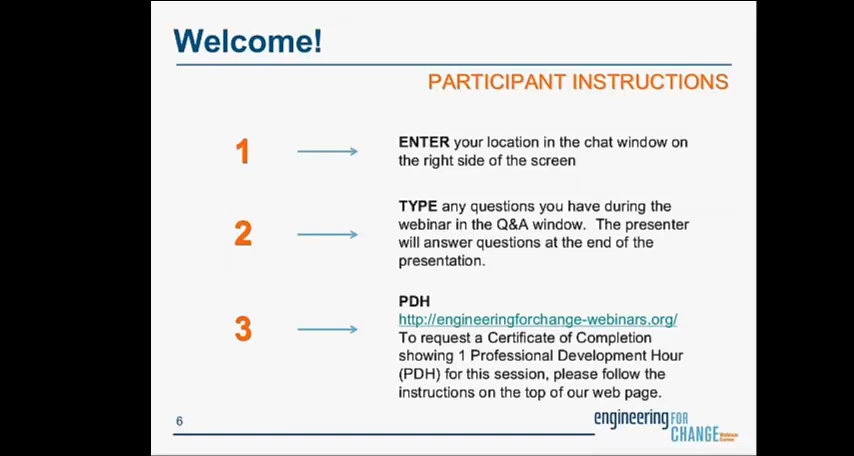 Welcome!
PARTICIPANT INSTRUCTIONS
1
ENTER your location in the chat window on
the right side of the screen
2
TYPE any questions you have during the
webinar in the Q&A window.  The presenter
will answer questions at the end of the
presentation.
3
PDH
http://engineeringforchange-webinars.org/
To request a Certificate of Completion
showing 1 Professional Development Hour
(PDH) for this session, please follow the
instructions on the top of our web page.
6
engineering FOR
CHANGE
Webinar
Series